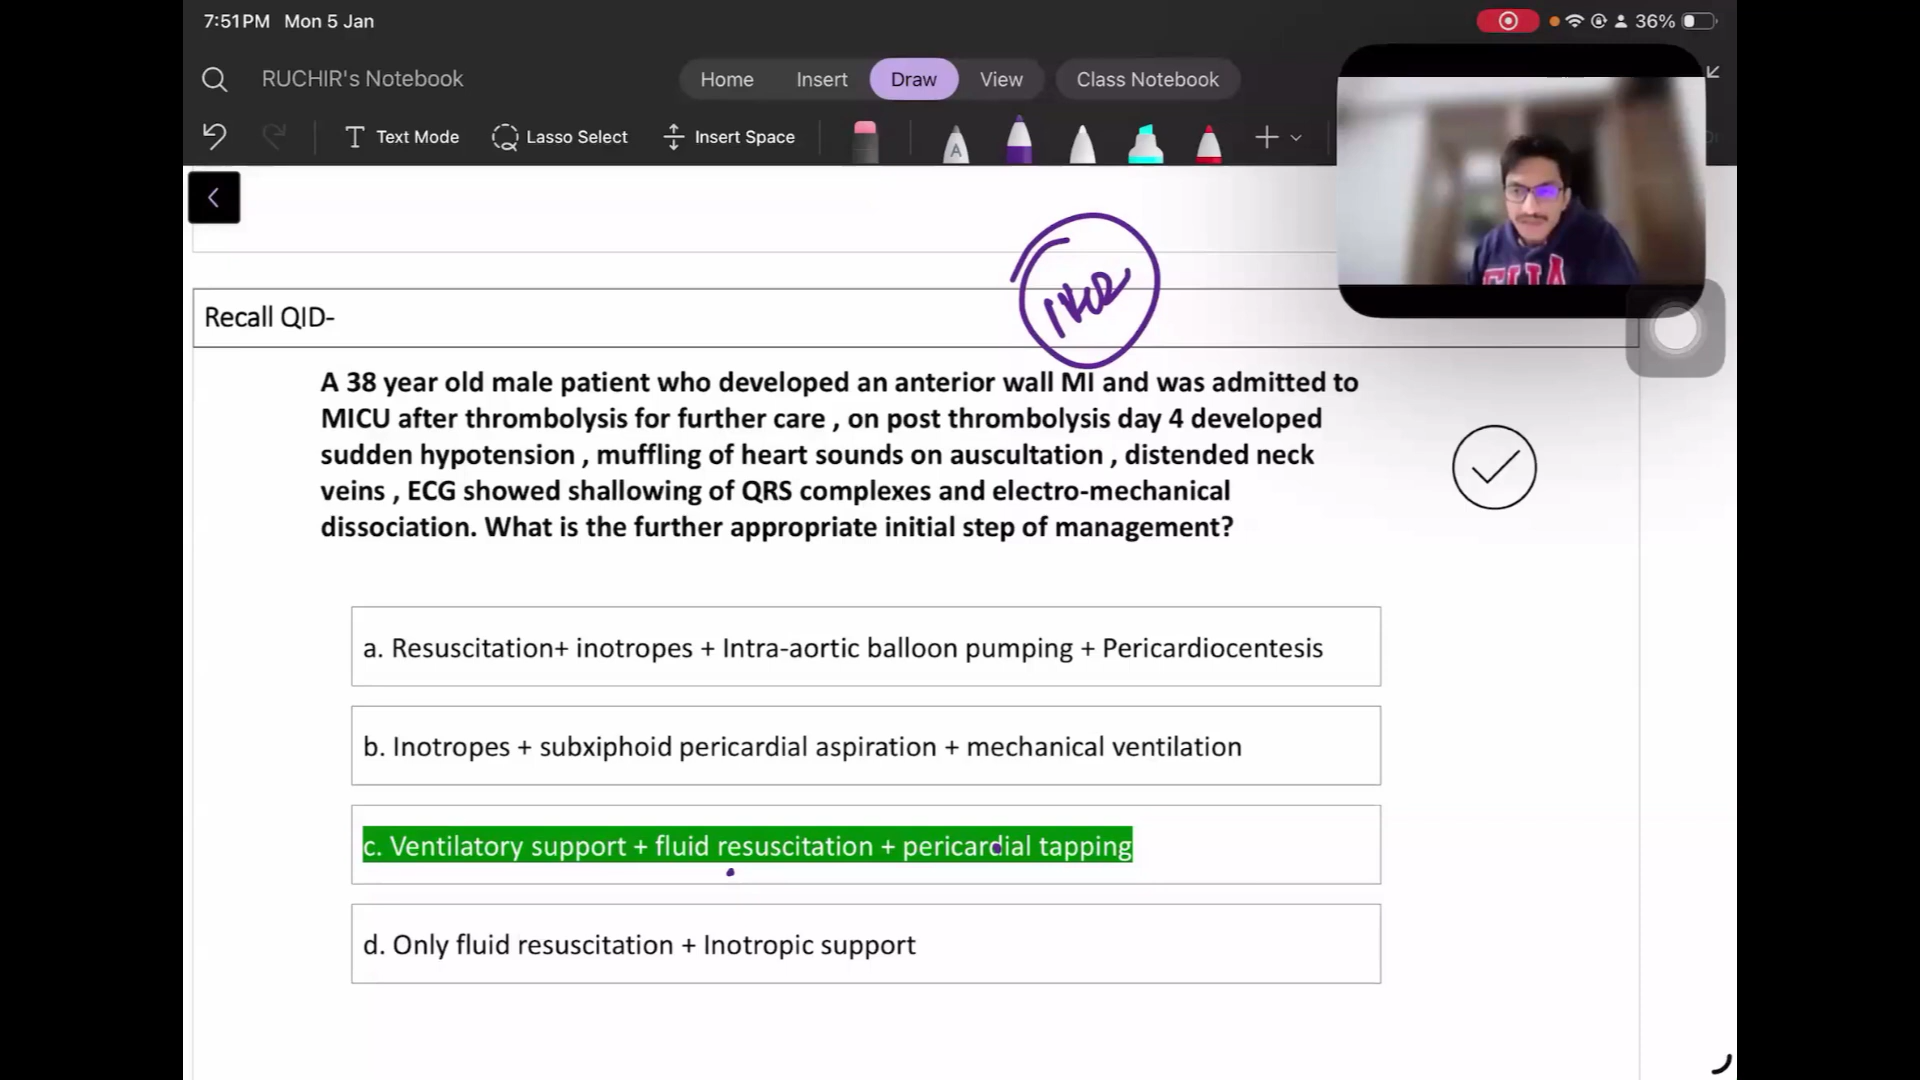 7:51PM Mon 5 Jan
36%
RUCHIR's Notebook
Home Insert Draw View Class Notebook
Text Mode Lasso Select Insert Space
A
Recall QID-
A 38 year old male patient who developed an anterior wall MI and was admitted to
MICU after thrombolysis for further care , on post thrombolysis day 4 developed
sudden hypotension , muffling of heart sounds on auscultation , distended neck
veins , ECG showed shallowing of QRS complexes and electro-mechanical
dissociation. What is the further appropriate initial step of management?
a. Resuscitation+ inotropes + Intra-aortic balloon pumping + Pericardiocentesis
b. Inotropes + subxiphoid pericardial aspiration + mechanical ventilation
c. Ventilatory support + fluid resuscitation + pericardial tapping
d. Only fluid resuscitation + Inotropic support